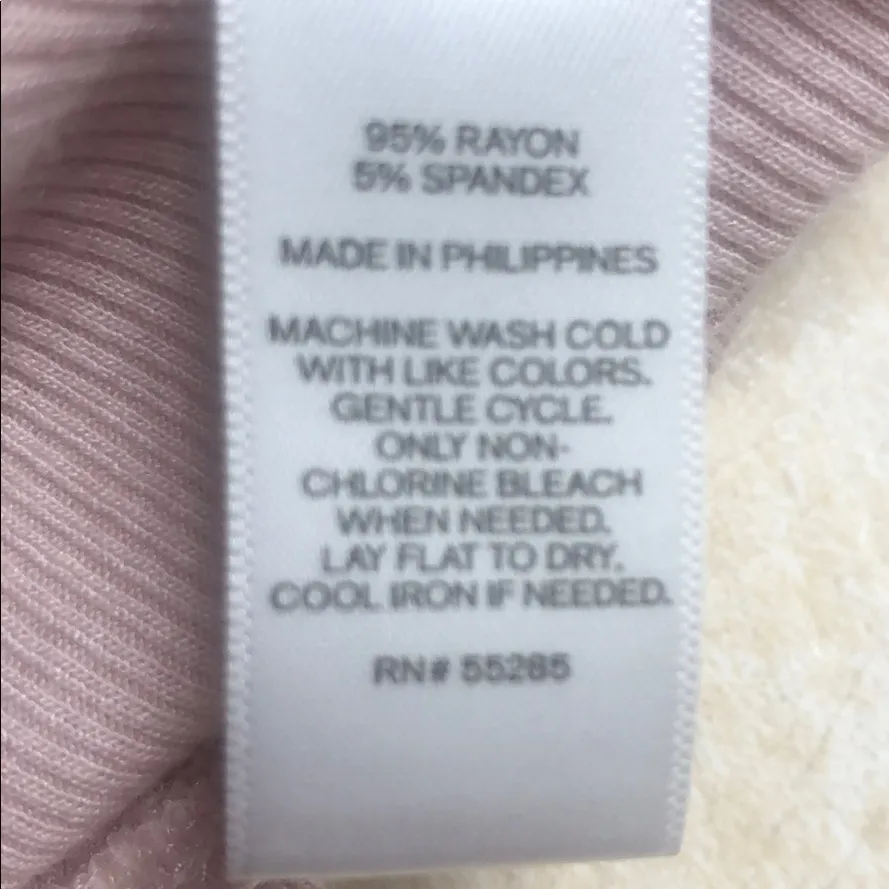 95% RAYON
5% SPANDEX
MADE IN PHILIPPINES
MACHINE WASH COLD
WITH LIKE COLORS.
GENTLE CYCLE.
ONLY NON-
CHLORINE BLEACH
WHEN NEEDED.
LAY FLAT TO DRY.
COOL IRON IF NEEDED.
RN# 55285